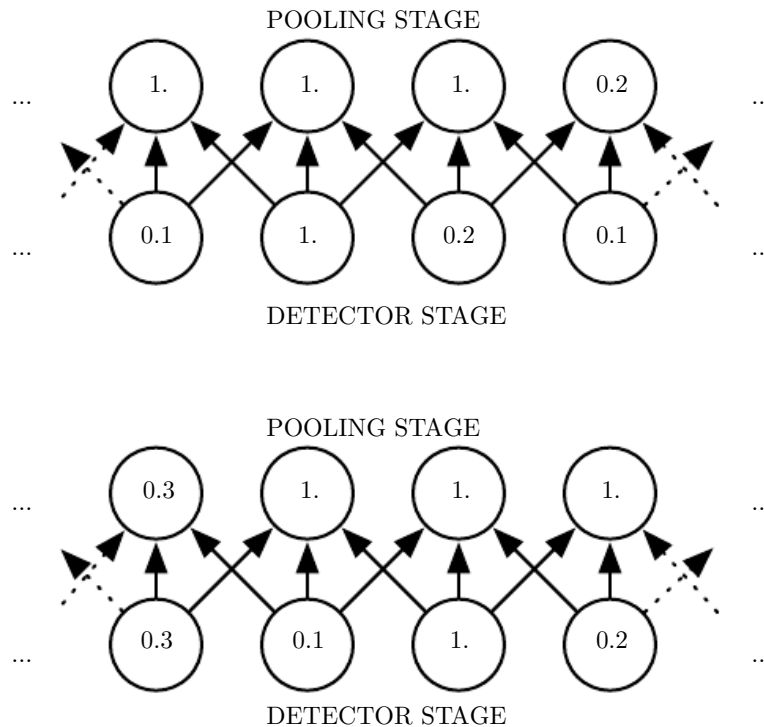 POOLING STAGE
... 1. 1. 1. 0.2 ..
... 0.1 1. 0.2 0.1 ..
DETECTOR STAGE
POOLING STAGE
... 0.3 1. 1. 1. ..
... 0.3 0.1 1. 0.2 ..
DETECTOR STAGE